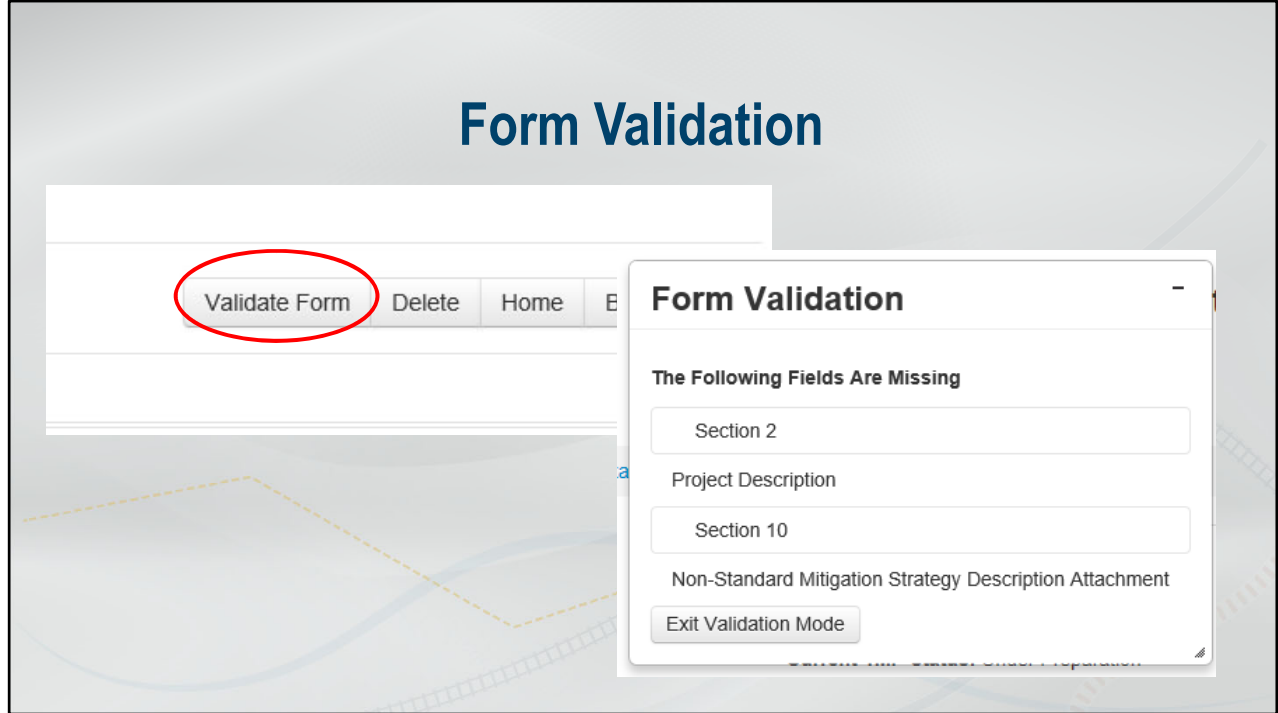 Form Validation
Validate Form Delete Home B
Form Validation
-
The Following Fields Are Missing
Section 2
Project Description
Section 10
Non-Standard Mitigation Strategy Description Attachment
Exit Validation Mode